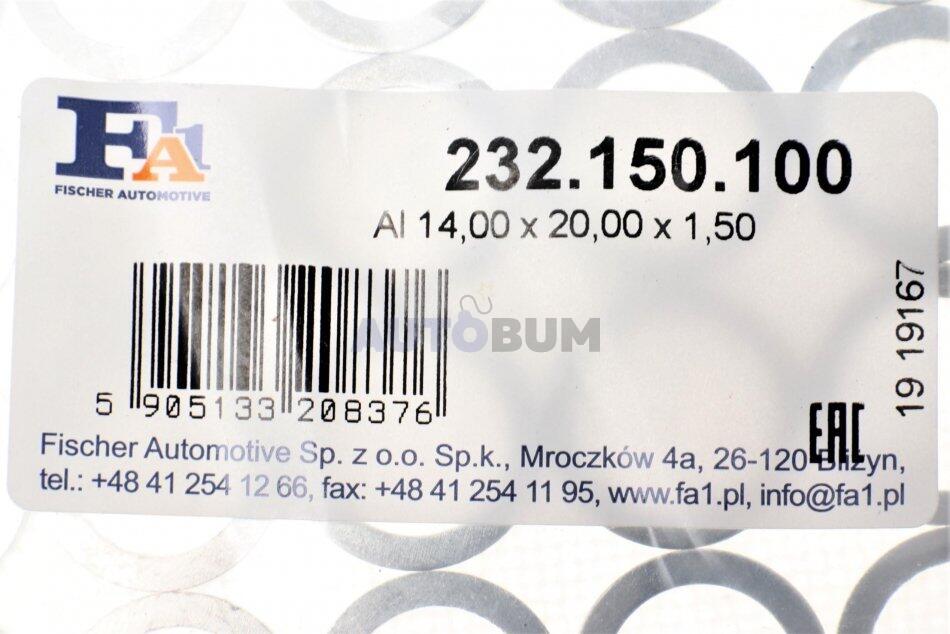 FA1
FISCHER AUTOMOTIVE
232.150.100
Al 14,00 x 20,00 x 1,50
AUTOBUM
5 905133 208376
19 19167
EAC
Fischer Automotive Sp. z o.o. Sp.k., Mroczków 4a, 26-120 Bliżyn,
tel.: +48 41 254 12 66, fax: +48 41 254 11 95, www.fa1.pl, info@fa1.pl